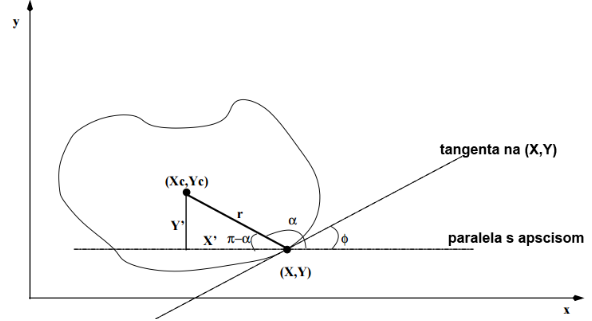 y
tangenta na (X,Y)
(Xc,Yc)
r
α
Y'
X'
π−α
ϕ
paralela s apscisom
(X,Y)
x